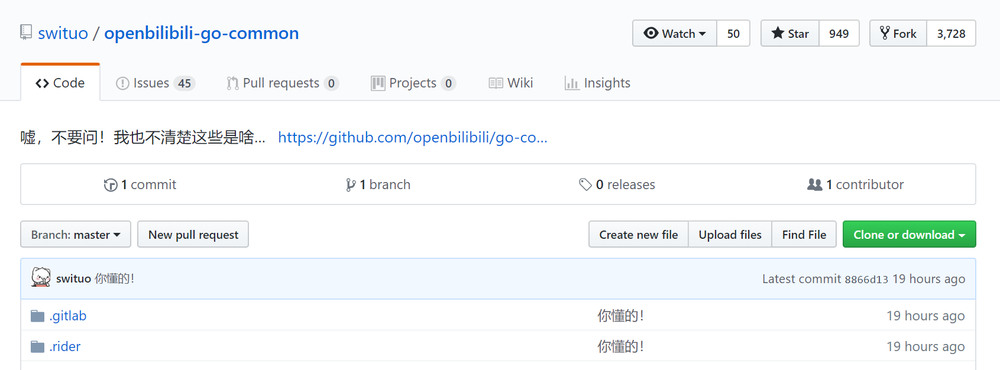 swituo / openbilibili-go-common
Watch 50 Star 949 Fork 3,728
Code Issues 45 Pull requests 0 Projects 0 Wiki Insights
嘘，不要问！我也不清楚这些是啥... https://github.com/openbilibili/go-co...
1 commit 1 branch 0 releases 1 contributor
Branch: master New pull request Create new file Upload files Find File Clone or download
swituo 你懂的！ Latest commit 8866d13 19 hours ago
.gitlab 你懂的！ 19 hours ago
.rider 你懂的！ 19 hours ago